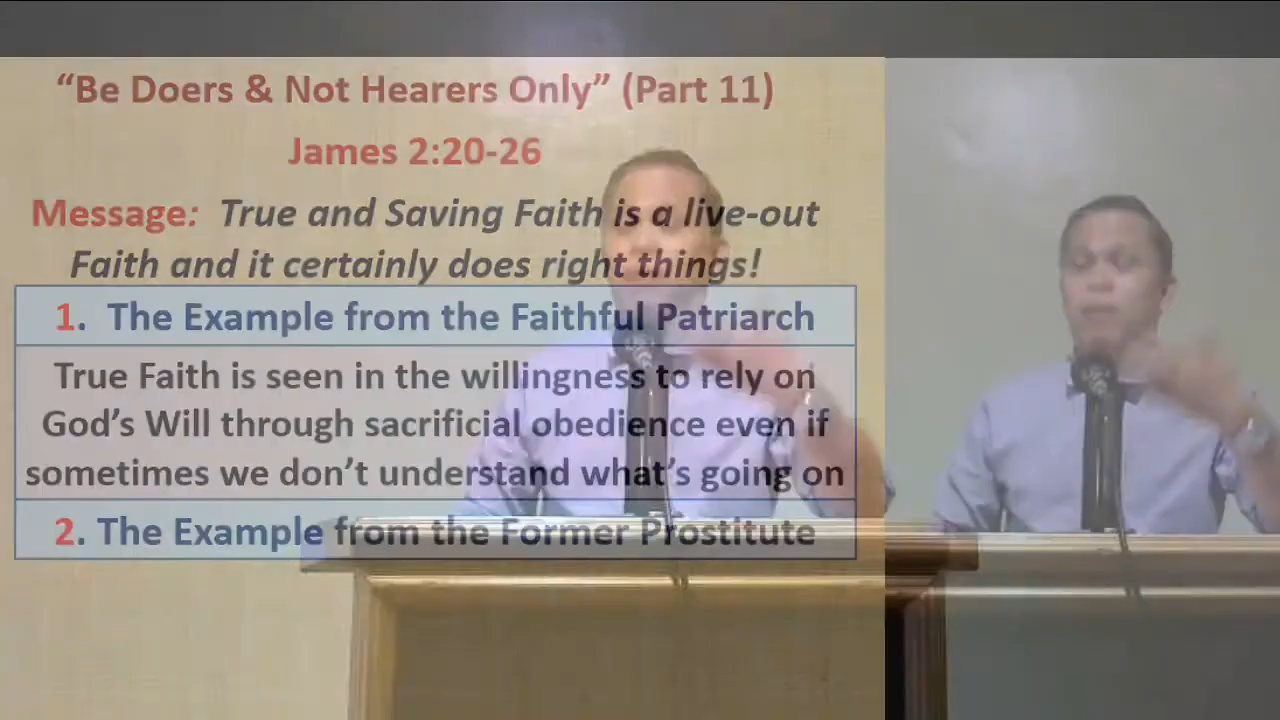 “Be Doers & Not Hearers Only” (Part 11)
James 2:20-26
Message: True and Saving Faith is a live-out
Faith and it certainly does right things!
1. The Example from the Faithful Patriarch
True Faith is seen in the willingness to rely on
God’s Will through sacrificial obedience even if
sometimes we don’t understand what’s going on
2. The Example from the Former Prostitute